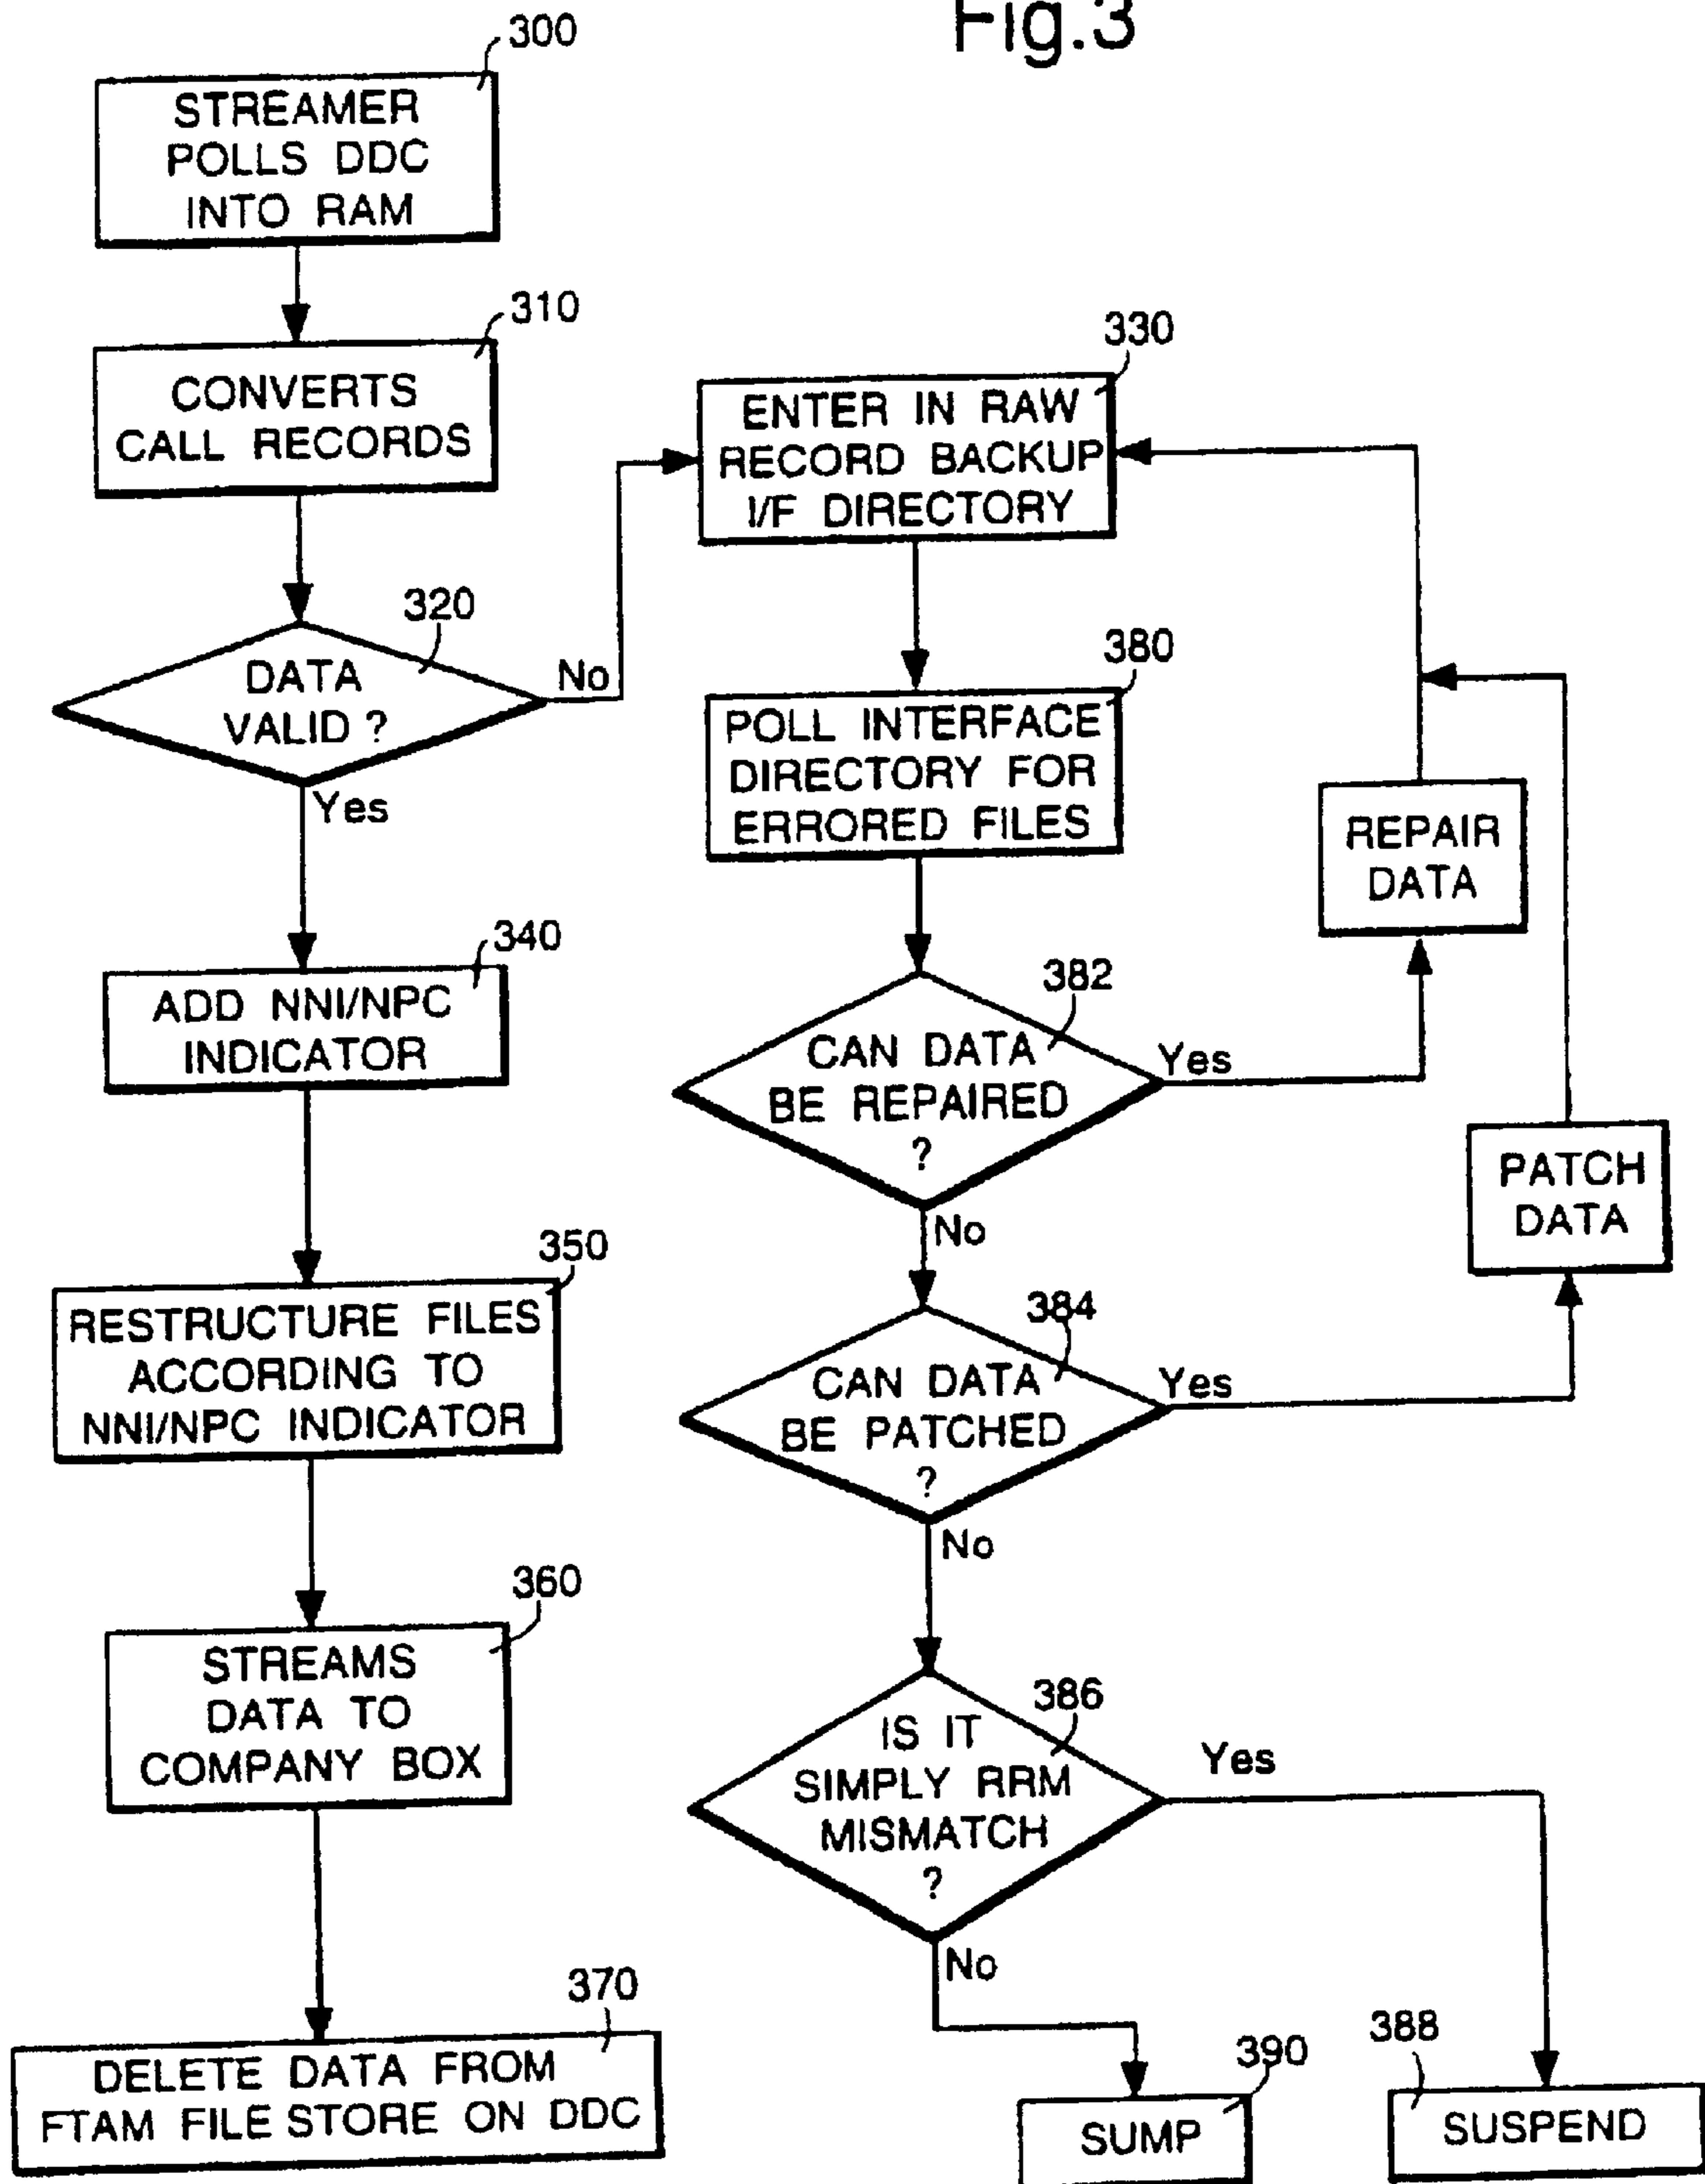 Fig.3
300
STREAMER
POLLS DDC
INTO RAM
310
CONVERTS
CALL RECORDS
320
DATA
VALID ?
No
Yes
340
ADD NNI/NPC
INDICATOR
350
RESTRUCTURE FILES
ACCORDING TO
NNI/NPC INDICATOR
360
STREAMS
DATA TO
COMPANY BOX
370
DELETE DATA FROM
FTAM FILE STORE ON DDC
330
ENTER IN RAW
RECORD BACKUP
I/F DIRECTORY
380
POLL INTERFACE
DIRECTORY FOR
ERRORED FILES
382
CAN DATA
BE REPAIRED
?
Yes
No
REPAIR
DATA
384
CAN DATA
BE PATCHED
?
Yes
No
PATCH
DATA
386
IS IT
SIMPLY RRM
MISMATCH
?
Yes
No
390
SUMP
388
SUSPEND